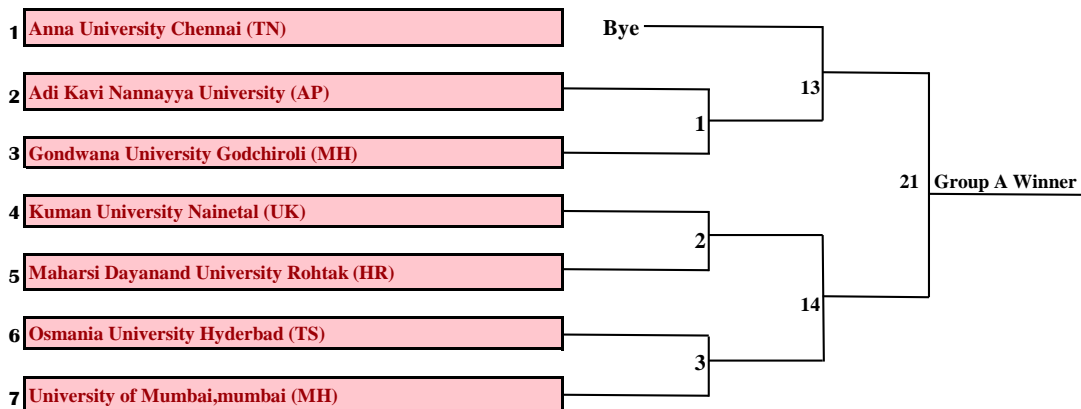 1 Anna University Chennai (TN) Bye
2 Adi Kavi Nannayya University (AP)
13
1
3 Gondwana University Godchiroli (MH)
21 Group A Winner
4 Kuman University Nainetal (UK)
2
5 Maharsi Dayanand University Rohtak (HR)
14
6 Osmania University Hyderbad (TS)
3
7 University of Mumbai,mumbai (MH)